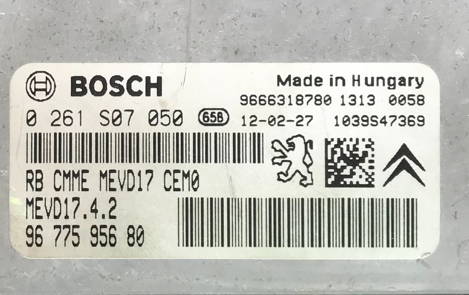 BOSCH
Made in Hungary
9666318780 1313 0058
0 261 S07 050 658 12-02-27 1039S47369
RB CMME MEVD17 CEM0
MEVD17.4.2
96 775 956 80